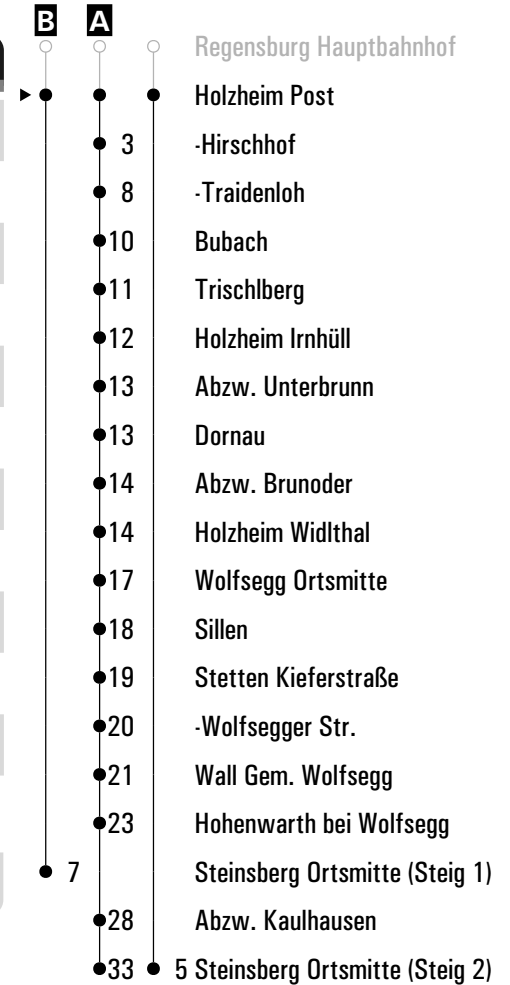 B A
Regensburg Hauptbahnhof
Holzheim Post
3 -Hirschhof
8 -Traidenloh
10 Bubach
11 Trischlberg
12 Holzheim Irnhüll
13 Abzw. Unterbrunn
13 Dornau
14 Abzw. Brunoder
14 Holzheim Widlthal
17 Wolfsegg Ortsmitte
18 Sillen
19 Stetten Kieferstraße
20 -Wolfsegger Str.
21 Wall Gem. Wolfsegg
23 Hohenwarth bei Wolfsegg
7 Steinsberg Ortsmitte (Steig 1)
28 Abzw. Kaulhausen
33 5 Steinsberg Ortsmitte (Steig 2)